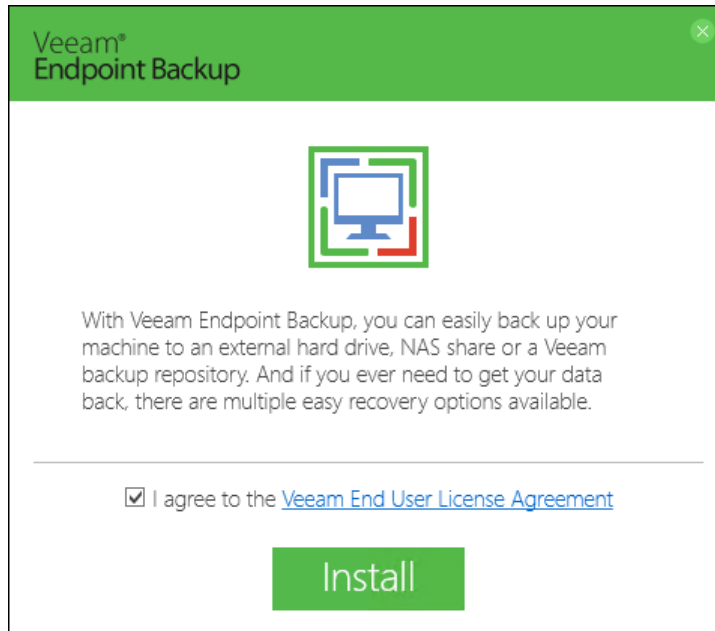 Veeam®
Endpoint Backup
With Veeam Endpoint Backup, you can easily back up your
machine to an external hard drive, NAS share or a Veeam
backup repository. And if you ever need to get your data
back, there are multiple easy recovery options available.
I agree to the Veeam End User License Agreement
Install